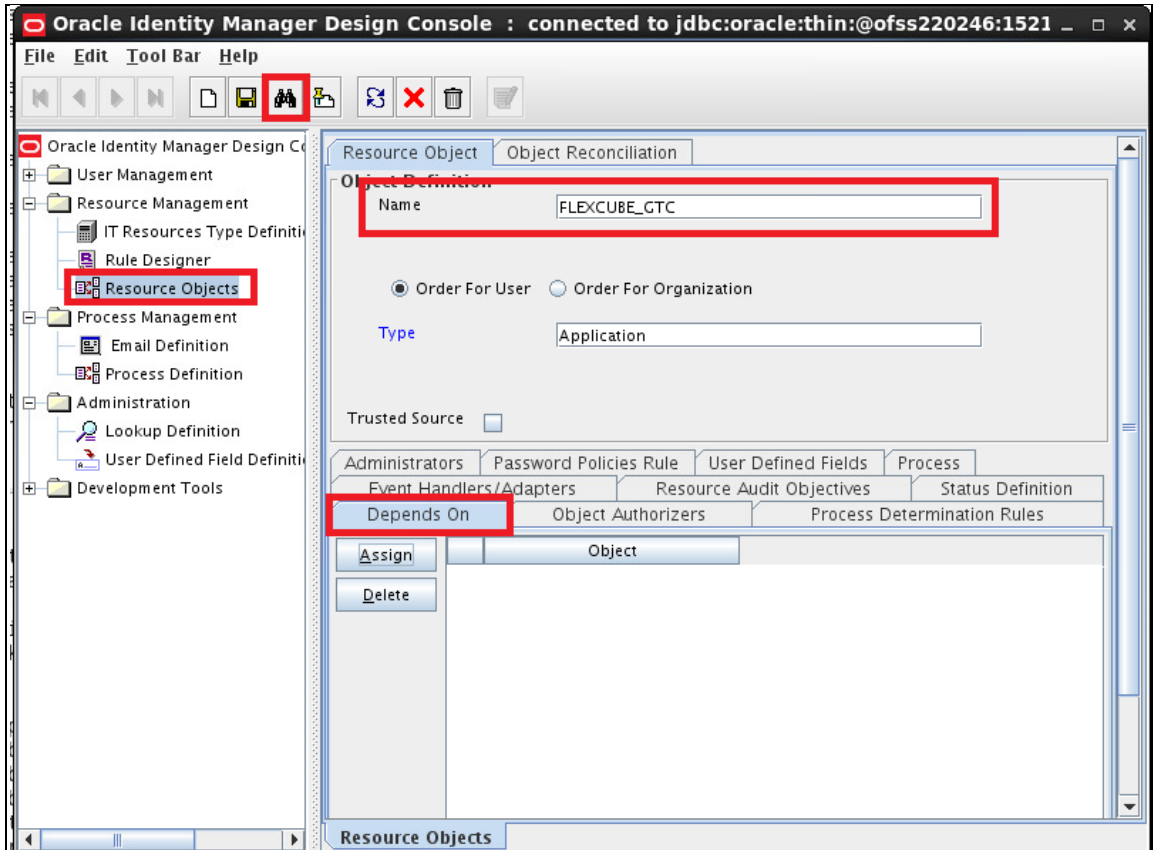 Oracle Identity Manager Design Console : connected to jdbc:oracle:thin:@ofss220246:1521
File Edit Tool Bar Help
Oracle Identity Manager Design Co
User Management
Resource Management
IT Resources Type Definiti
Rule Designer
Resource Objects
Process Management
Email Definition
Process Definition
Administration
Lookup Definition
User Defined Field Definiti
Development Tools
Resource Object Object Reconciliation
Object Definition
Name FLEXCUBE_GTC
Order For User Order For Organization
Type Application
Trusted Source
Administrators Password Policies Rule User Defined Fields Process
Event Handlers/Adapters Resource Audit Objectives Status Definition
Depends On Object Authorizers Process Determination Rules
Assign Object
Delete
Resource Objects